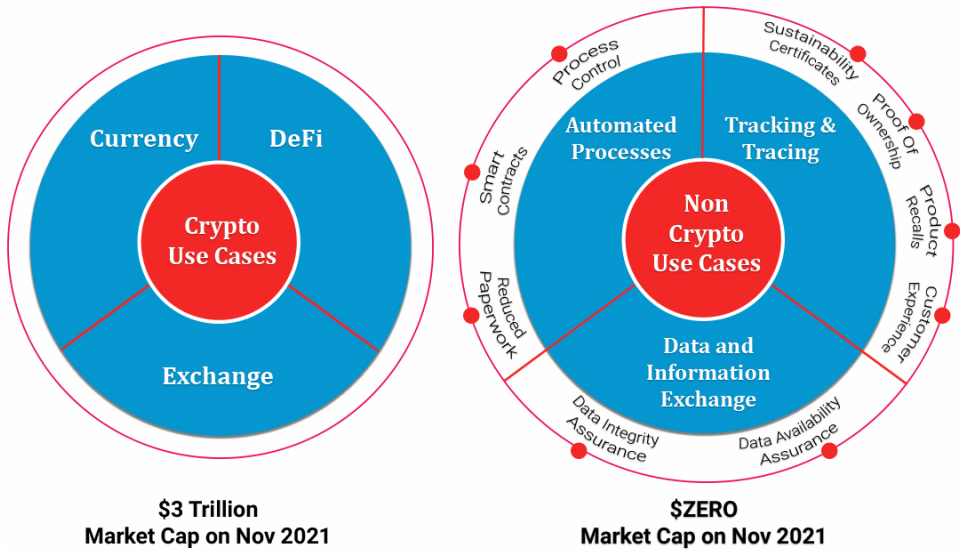 Currency
DeFi
Crypto
Use Cases
Exchange
$3 Trillion
Market Cap on Nov 2021
Process
Control
Smart
Contracts
Reduced
Paperwork
Automated
Processes
Tracking &
Tracing
Sustainability
Certificates
Proof Of
Ownership
Product
Recalls
Customer
Experience
Non
Crypto
Use Cases
Data and
Information
Exchange
Data Integrity
Assurance
Data Availability
Assurance
$ZERO
Market Cap on Nov 2021